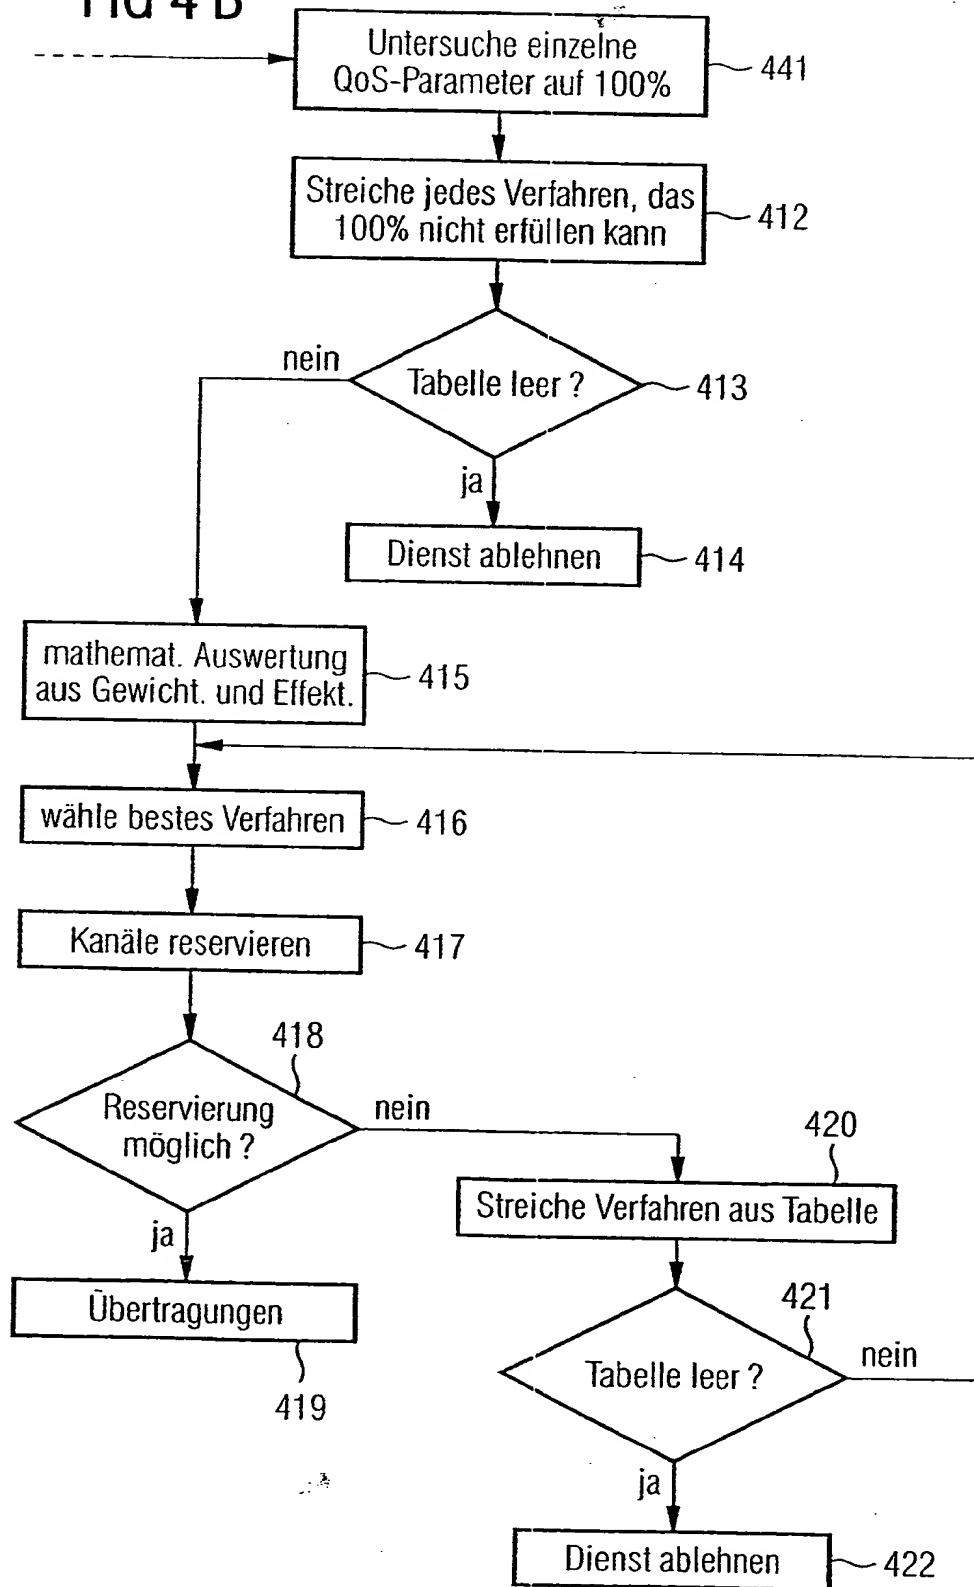 FIG 4 B
Untersuche einzelne
QoS-Parameter auf 100%
441
Streiche jedes Verfahren, das
100% nicht erfüllen kann
412
nein
Tabelle leer ?
413
ja
Dienst ablehnen
414
mathemat. Auswertung
aus Gewicht. und Effekt.
415
wähle bestes Verfahren
416
Kanäle reservieren
417
418
Reservierung
möglich ?
nein
420
Streiche Verfahren aus Tabelle
ja
Übertragungen
419
421
Tabelle leer ?
nein
ja
Dienst ablehnen
422